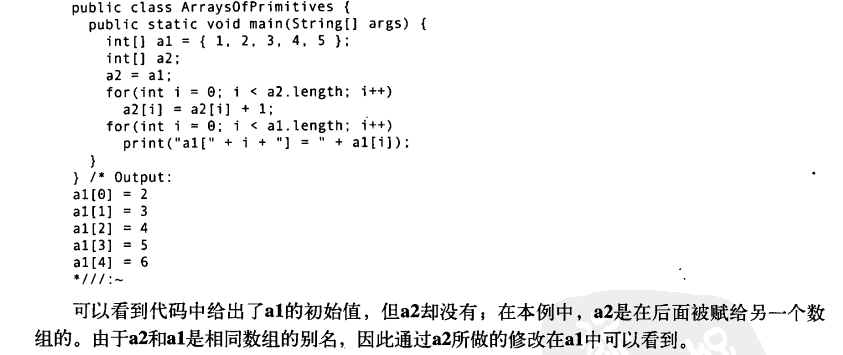 public class ArraysOfPrimitives {
public static void main(String[] args) {
int[] a1 = { 1, 2, 3, 4, 5 };
int[] a2;
a2 = a1;
for(int i = 0; i < a2.length; i++)
a2[i] = a2[i] + 1;
for(int i = 0; i < a1.length; i++)
print("a1[" + i + "] = " + a1[i]);
}
} /* Output:
a1[0] = 2
a1[1] = 3
a1[2] = 4
a1[3] = 5
a1[4] = 6
*///:~
可以看到代码中给出了a1的初始值，但a2却没有；在本例中，a2是在后面被赋给另一个数
组的。由于a2和a1是相同数组的别名，因此通过a2所做的修改在a1中可以看到。